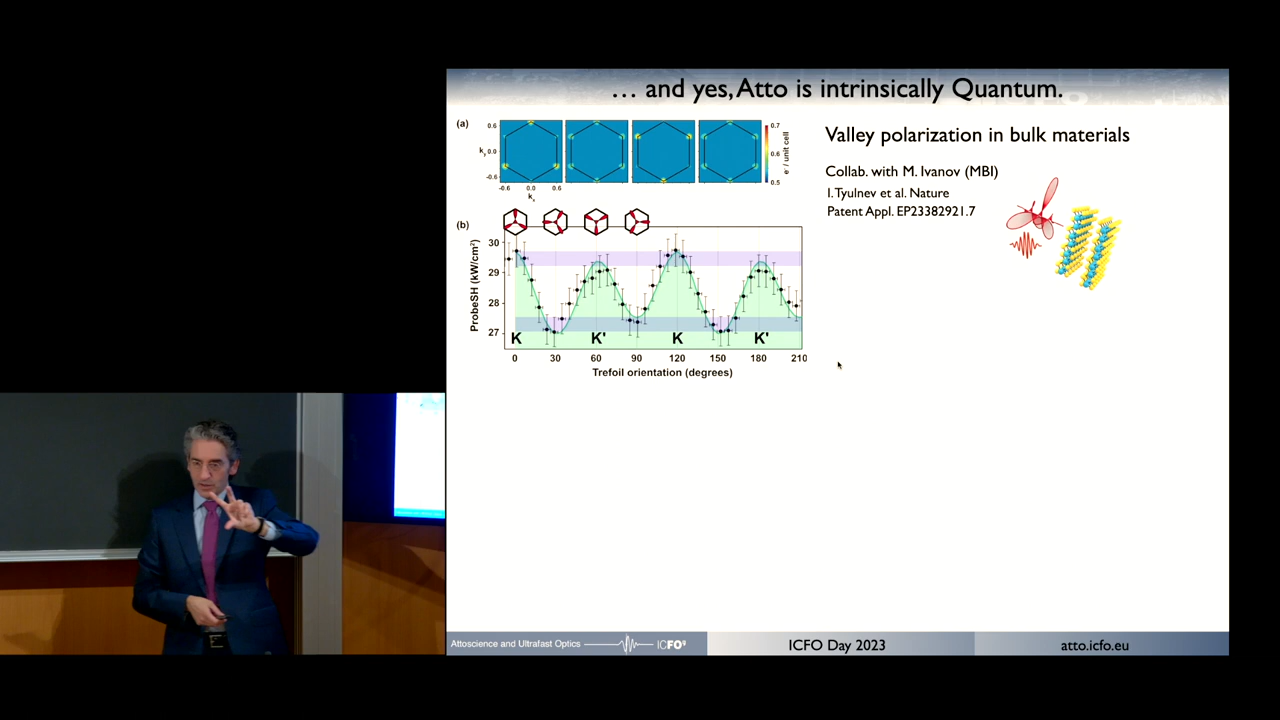 … and yes, Atto is intrinsically Quantum.
(a)
0.6
0.0
-0.6
ky
-0.6 0.0 0.6
kx
0.7
0.6
0.5
e⁻ / unit cell
Valley polarization in bulk materials
Collab. with M. Ivanov (MBI)
I. Tyulnev et al. Nature
Patent Appl. EP23382921.7
(b)
30
29
28
27
ProbeSH (kW/cm²)
K K' K K'
0 30 60 90 120 150 180 210
Trefoil orientation (degrees)
Attoscience and Ultrafast Optics ICFO
ICFO Day 2023
atto.icfo.eu